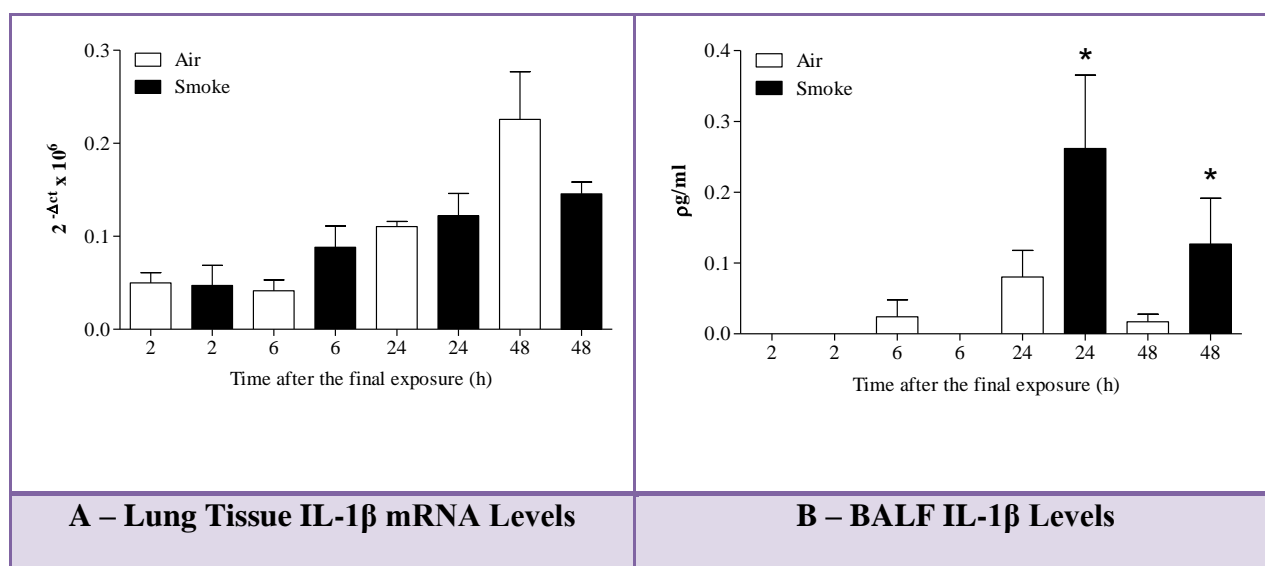 0.3
0.2
0.1
0.0
2 -Δct x 10⁶
Air
Smoke
2 2 6 6 24 24 48 48
Time after the final exposure (h)
A – Lung Tissue IL-1β mRNA Levels
0.4
0.3
0.2
0.1
0.0
ρg/ml
Air
Smoke
*
*
2 2 6 6 24 24 48 48
Time after the final exposure (h)
B – BALF IL-1β Levels